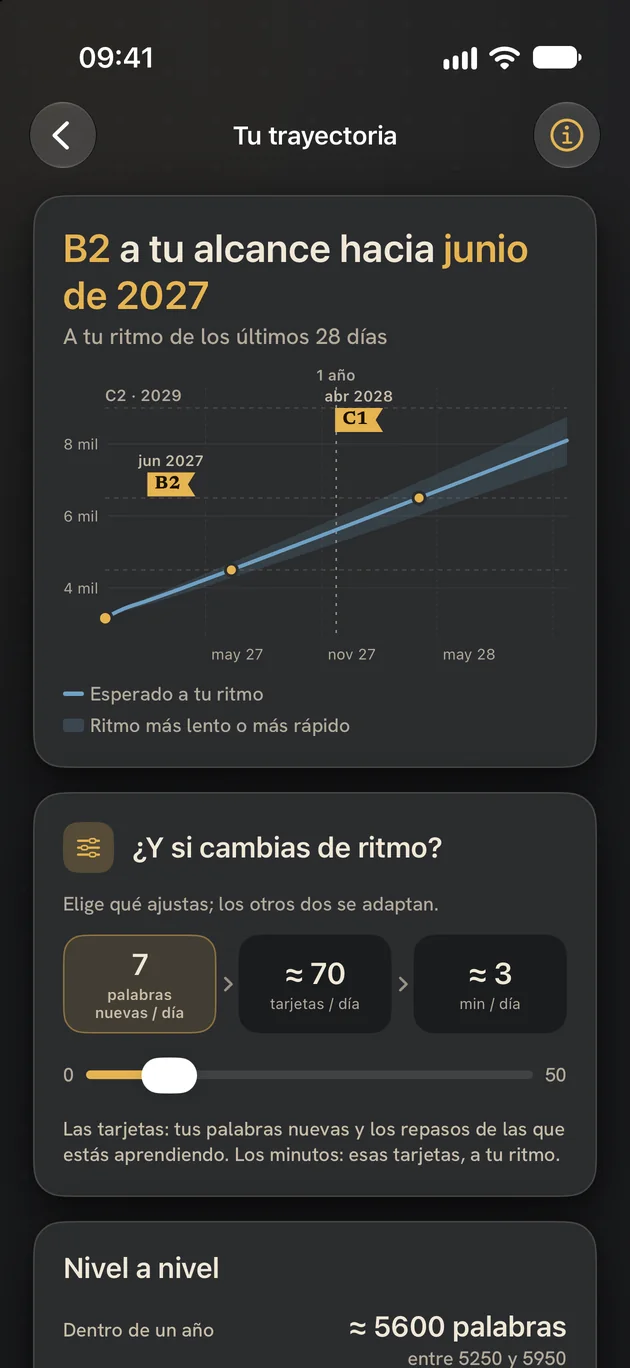 09:41
Tu trayectoria
B2 a tu alcance hacia junio
de 2027
A tu ritmo de los últimos 28 días
1 año
C2 · 2029
abr 2028
C1
8 mil
jun 2027
B2
6 mil
4 mil
may 27
nov 27
may 28
Esperado a tu ritmo
Ritmo más lento o más rápido
¿Y si cambias de ritmo?
Elige qué ajustas; los otros dos se adaptan.
7
palabras
nuevas / día
≈ 70
tarjetas / día
≈ 3
min / día
0
50
Las tarjetas: tus palabras nuevas y los repasos de las que
estás aprendiendo. Los minutos: esas tarjetas, a tu ritmo.
Nivel a nivel
Dentro de un año
≈ 5600 palabras
entre 5250 y 5950